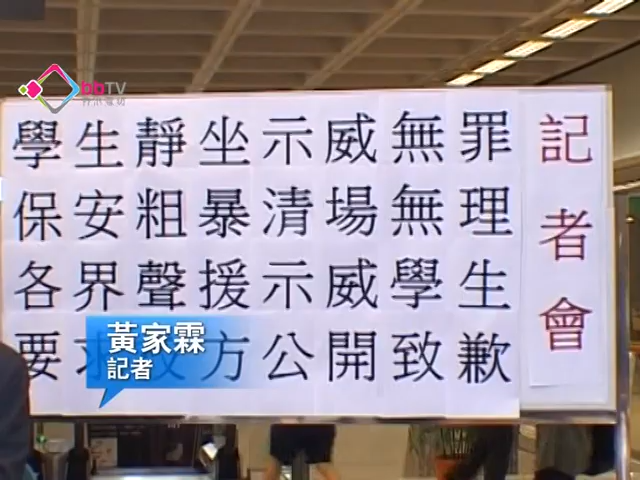 bbTV
學生靜坐示威無罪
保安粗暴清場無理
各界聲援示威學生
要求校方公開致歉
記者會
黃家霖
記者